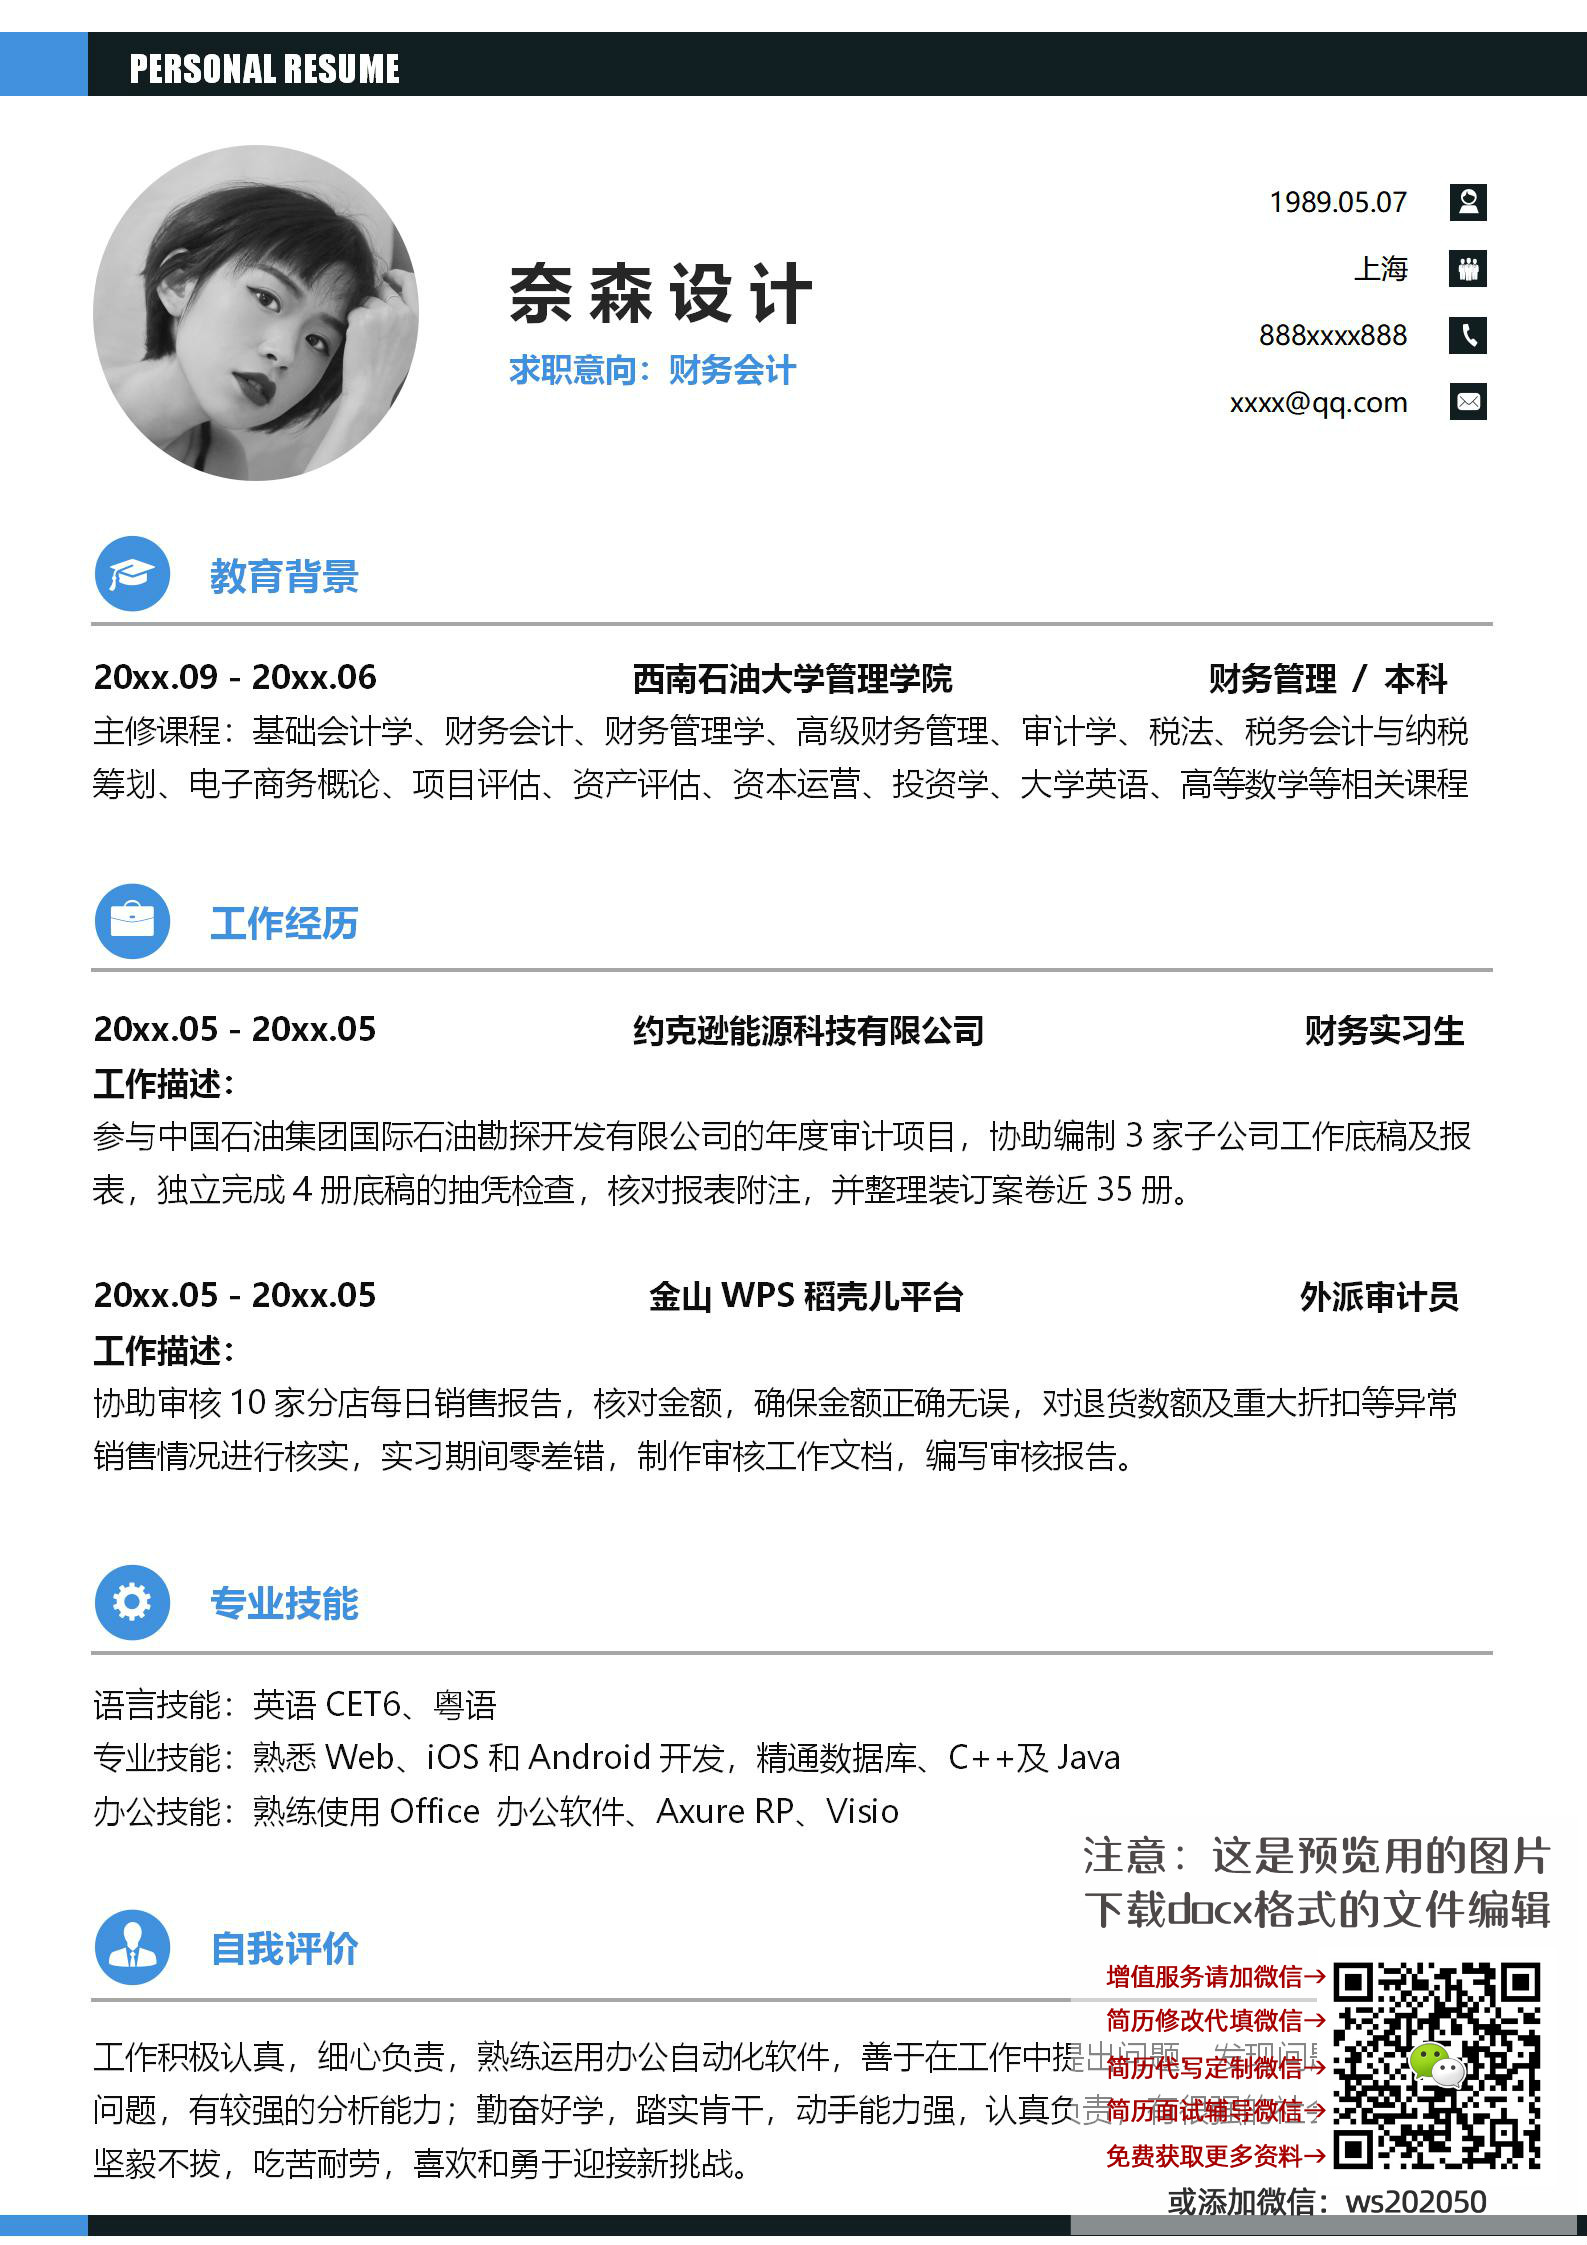 PERSONAL RESUME
1989.05.07
上海
888xxxx888
xxxx@qq.com
奈森设计
求职意向：财务会计
教育背景
20xx.09 - 20xx.06 西南石油大学管理学院 财务管理 / 本科
主修课程：基础会计学、财务会计、财务管理学、高级财务管理、审计学、税法、税务会计与纳税
筹划、电子商务概论、项目评估、资产评估、资本运营、投资学、大学英语、高等数学等相关课程
工作经历
20xx.05 - 20xx.05 约克逊能源科技有限公司 财务实习生
工作描述：
参与中国石油集团国际石油勘探开发有限公司的年度审计项目，协助编制 3 家子公司工作底稿及报
表，独立完成 4 册底稿的抽凭检查，核对报表附注，并整理装订案卷近 35 册。
20xx.05 - 20xx.05 金山 WPS 稻壳儿平台 外派审计员
工作描述：
协助审核 10 家分店每日销售报告，核对金额，确保金额正确无误，对退货数额及重大折扣等异常
销售情况进行核实，实习期间零差错，制作审核工作文档，编写审核报告。
专业技能
语言技能：英语 CET6、粤语
专业技能：熟悉 Web、iOS 和 Android 开发，精通数据库、C++及 Java
办公技能：熟练使用 Office 办公软件、Axure RP、Visio
自我评价
工作积极认真，细心负责，熟练运用办公自动化软件，善于在工作中提出问题，发现问
问题，有较强的分析能力；勤奋好学，踏实肯干，动手能力强，认真负责，有很强的社
坚毅不拔，吃苦耐劳，喜欢和勇于迎接新挑战。
注意：这是预览用的图片
下载docx格式的文件编辑
增值服务请加微信→
简历修改代填微信→
简历代写定制微信→
简历面试辅导微信→
免费获取更多资料→
或添加微信：ws202050